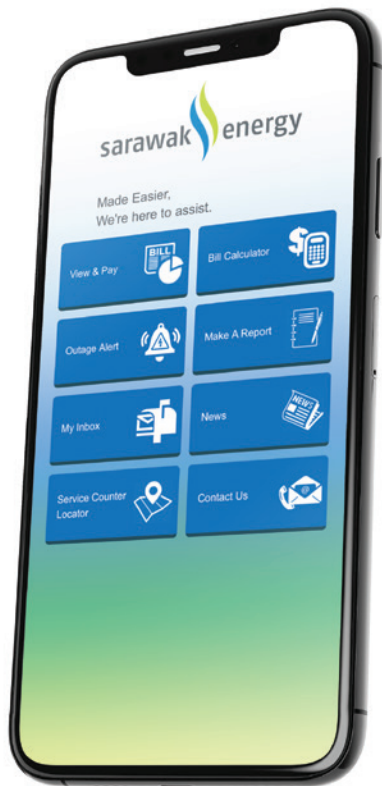 sarawak energy
Made Easier,
We're here to assist.
View & Pay
BILL
Bill Calculator
$
Outage Alert
Make A Report
My Inbox
News
NEWS
Service Counter
Locator
Contact Us
@